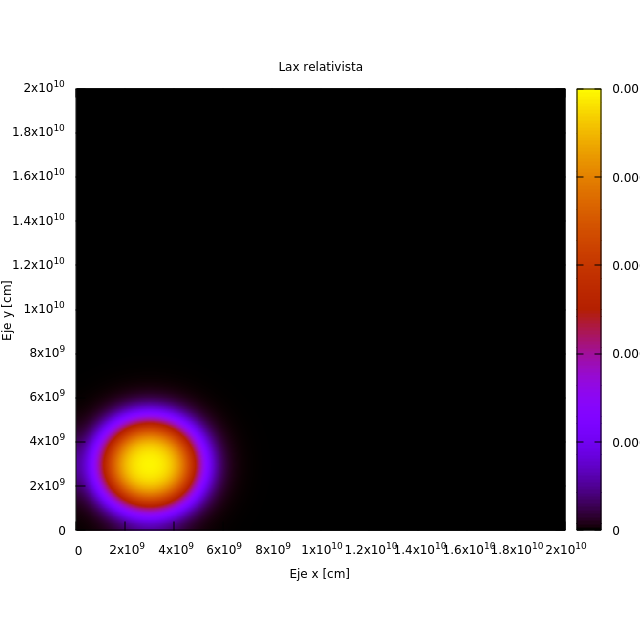 Lax relativista
2x10^10
1.8x10^10
1.6x10^10
1.4x10^10
1.2x10^10
1x10^10
8x10^9
6x10^9
4x10^9
2x10^9
0
Eje y [cm]
0 2x10^9 4x10^9 6x10^9 8x10^9 1x10^10 1.2x10^10 1.4x10^10 1.6x10^10 1.8x10^10 2x10^10
Eje x [cm]
0.00
0.00
0.00
0.00
0.00
0